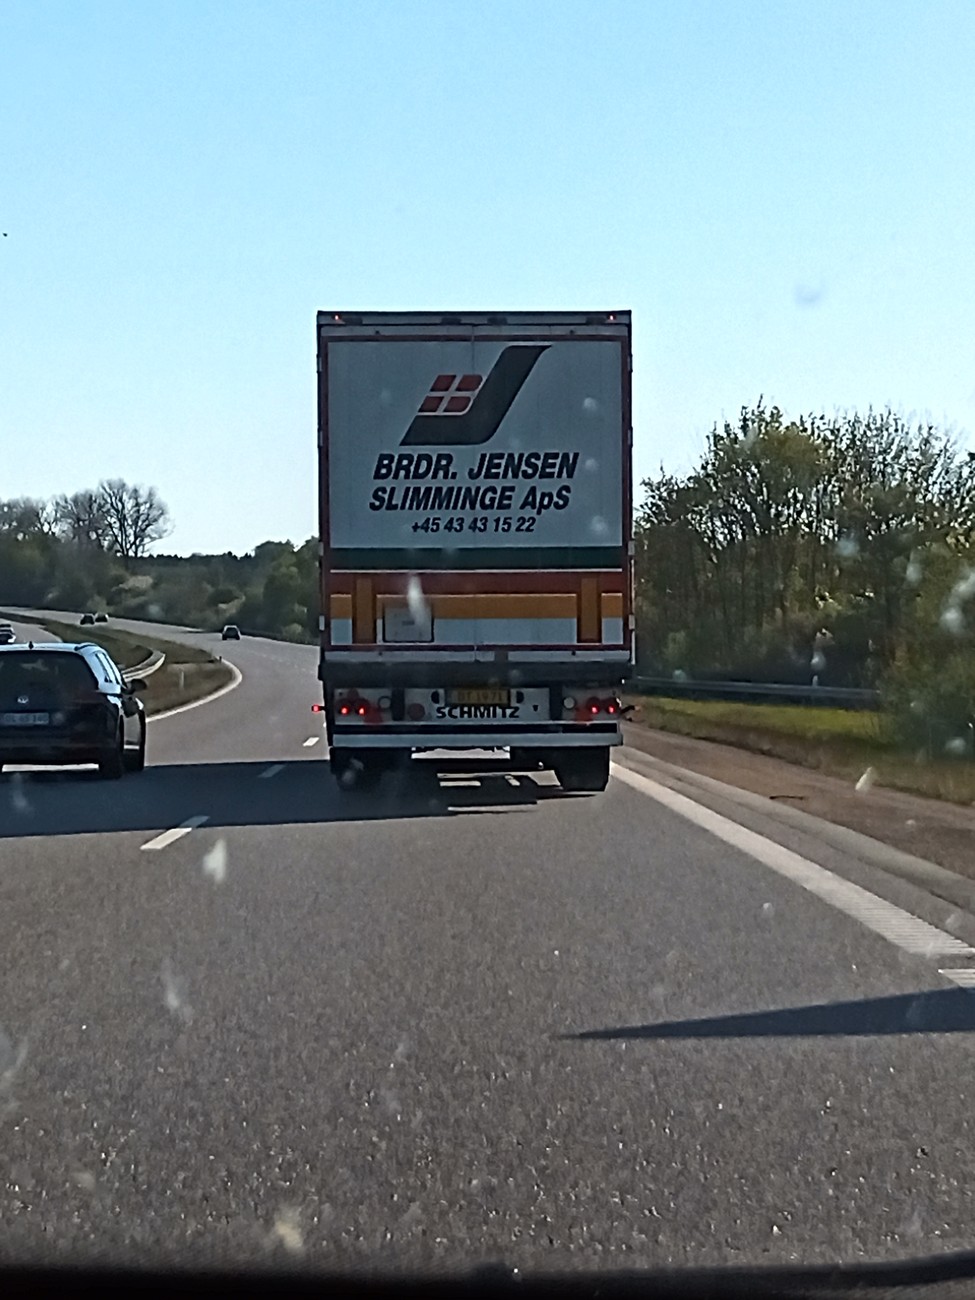 BRDR. JENSEN
SLIMMINGE ApS
+45 43 43 15 22
SCHMITZ